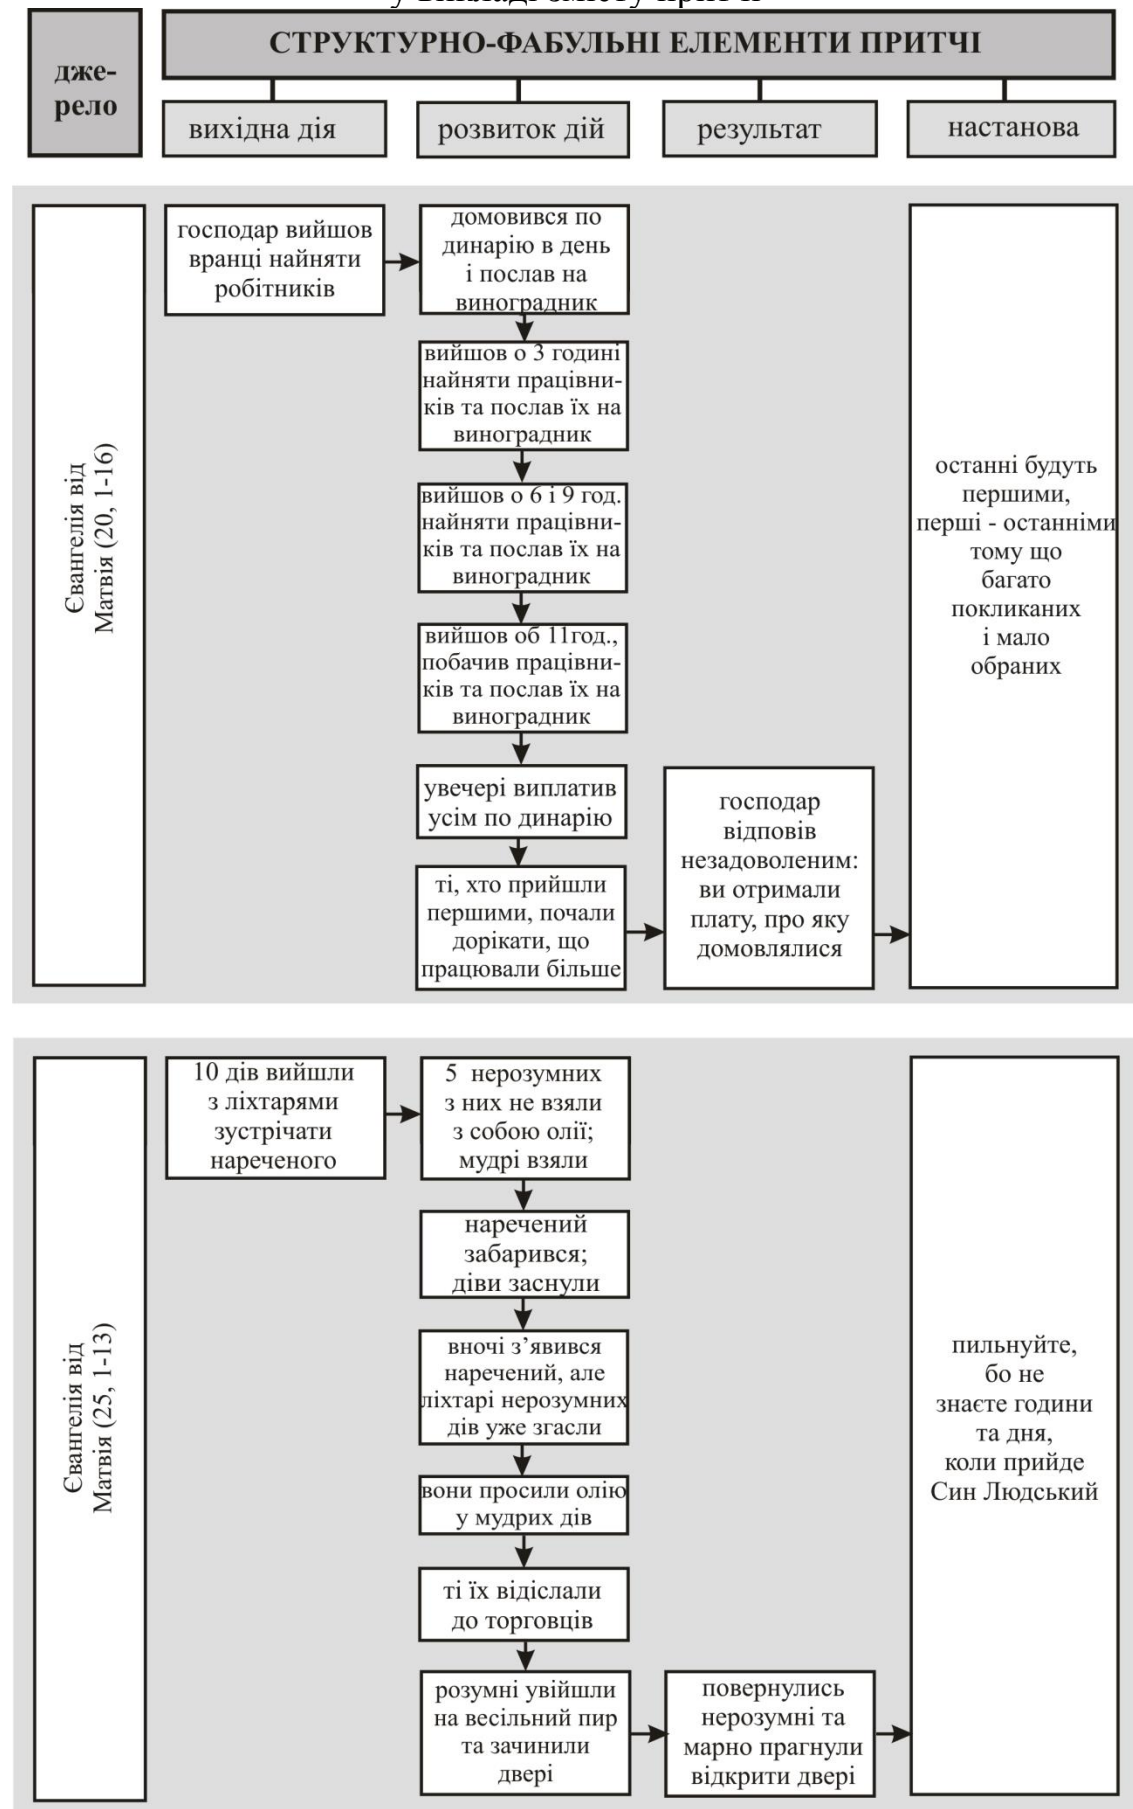 у викладі змісту притчі
дже-
рело
СТРУКТУРНО-ФАБУЛЬНІ ЕЛЕМЕНТИ ПРИТЧІ
вихідна дія
розвиток дій
результат
настанова
Євангелія від
Матвія (20, 1-16)
господар вийшов
вранці найняти
робітників
домовився по
динарію в день
і послав на
виноградник
вийшов о 3 годині
найняти працівни-
ків та послав їх на
виноградник
вийшов о 6 і 9 год.
найняти працівни-
ків та послав їх на
виноградник
вийшов об 11год.,
побачив працівни-
ків та послав їх на
виноградник
увечері виплатив
усім по динарію
ті, хто прийшли
першими, почали
дорікати, що
працювали більше
господар
відповів
незадоволеним:
ви отримали
плату, про яку
домовлялися
останні будуть
першими,
перші - останніми
тому що
багато
покликаних
і мало
обраних
Євангелія від
Матвія (25, 1-13)
10 дів вийшли
з ліхтарями
зустрічати
нареченого
5 нерозумних
з них не взяли
з собою олії;
мудрі взяли
наречений
забарився;
діви заснули
вночі з’явився
наречений, але
ліхтарі нерозумних
дів уже згасли
вони просили олію
у мудрих дів
ті їх відіслали
до торговців
розумні увійшли
на весільний пир
та зачинили
двері
повернулись
нерозумні та
марно прагнули
відкрити двері
пильнуйте,
бо не
знаєте години
та дня,
коли прийде
Син Людський